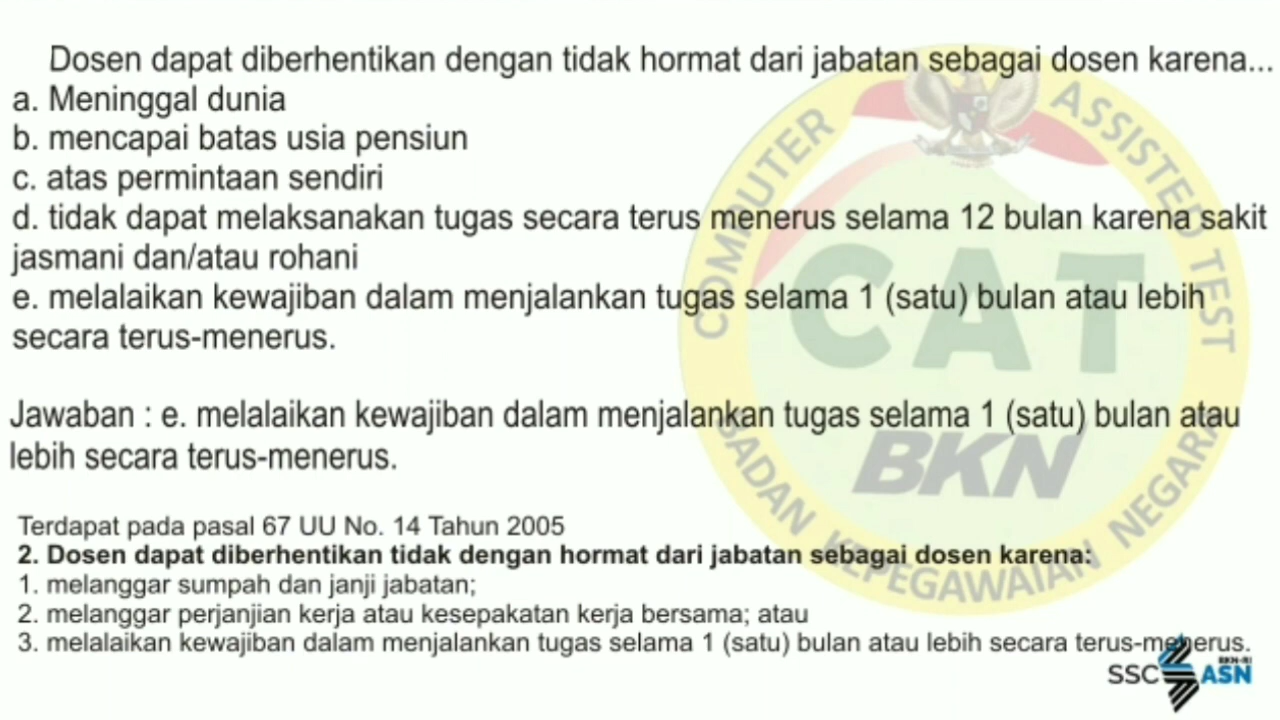 Dosen dapat diberhentikan dengan tidak hormat dari jabatan sebagai dosen karena...
a. Meninggal dunia
b. mencapai batas usia pensiun
c. atas permintaan sendiri
d. tidak dapat melaksanakan tugas secara terus menerus selama 12 bulan karena sakit
jasmani dan/atau rohani
e. melalaikan kewajiban dalam menjalankan tugas selama 1 (satu) bulan atau lebih
secara terus-menerus.
Jawaban : e. melalaikan kewajiban dalam menjalankan tugas selama 1 (satu) bulan atau
lebih secara terus-menerus.
Terdapat pada pasal 67 UU No. 14 Tahun 2005
2. Dosen dapat diberhentikan tidak dengan hormat dari jabatan sebagai dosen karena:
1. melanggar sumpah dan janji jabatan;
2. melanggar perjanjian kerja atau kesepakatan kerja bersama; atau
3. melalaikan kewajiban dalam menjalankan tugas selama 1 (satu) bulan atau lebih secara terus-menerus.
COMPUTER ASSISTED TEST
CAT
BKN
BADAN KEPEGAWAIAN NEGARA
BKN-RI
SSC ASN